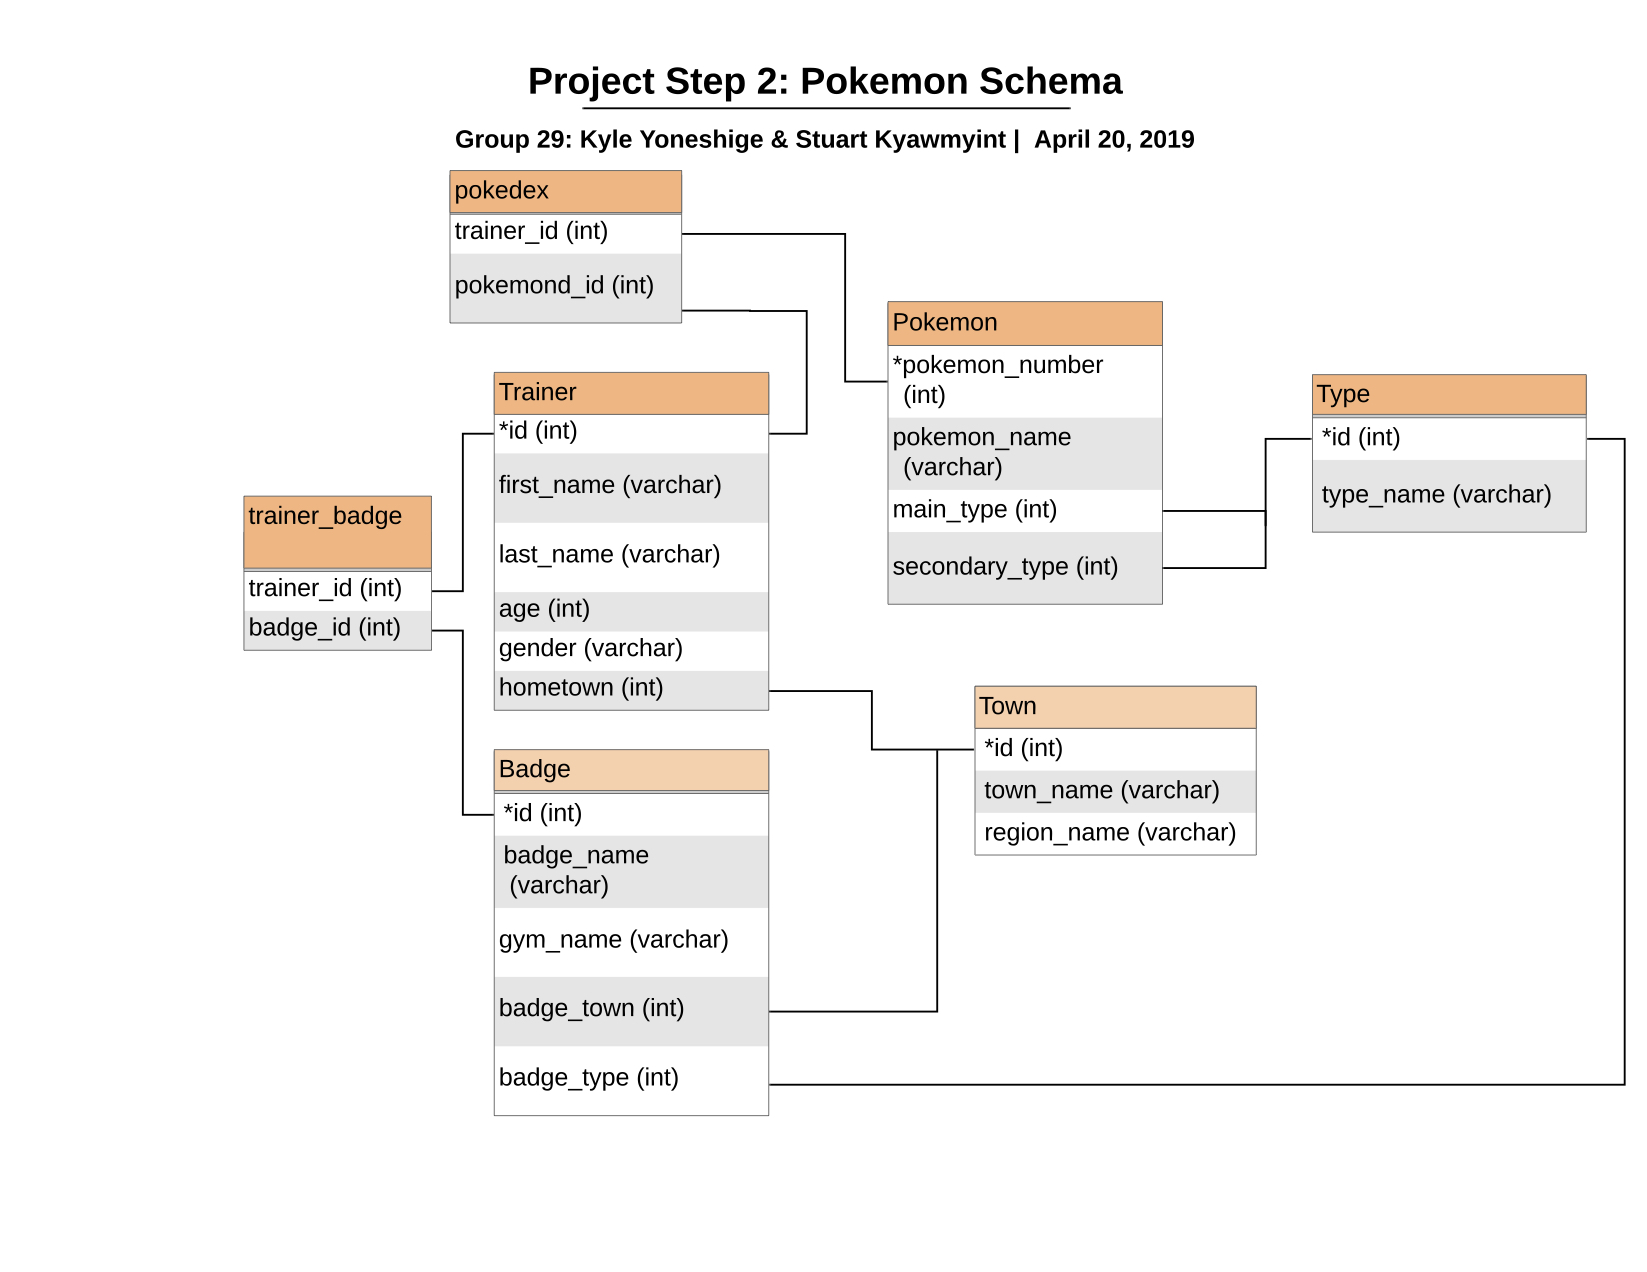 Project Step 2: Pokemon Schema
Group 29: Kyle Yoneshige & Stuart Kyawmyint | April 20, 2019
pokedex
trainer_id (int)
pokemond_id (int)
Pokemon
*pokemon_number
(int)
pokemon_name
(varchar)
main_type (int)
secondary_type (int)
Type
*id (int)
type_name (varchar)
Trainer
*id (int)
first_name (varchar)
last_name (varchar)
age (int)
gender (varchar)
hometown (int)
trainer_badge
trainer_id (int)
badge_id (int)
Town
*id (int)
town_name (varchar)
region_name (varchar)
Badge
*id (int)
badge_name
(varchar)
gym_name (varchar)
badge_town (int)
badge_type (int)